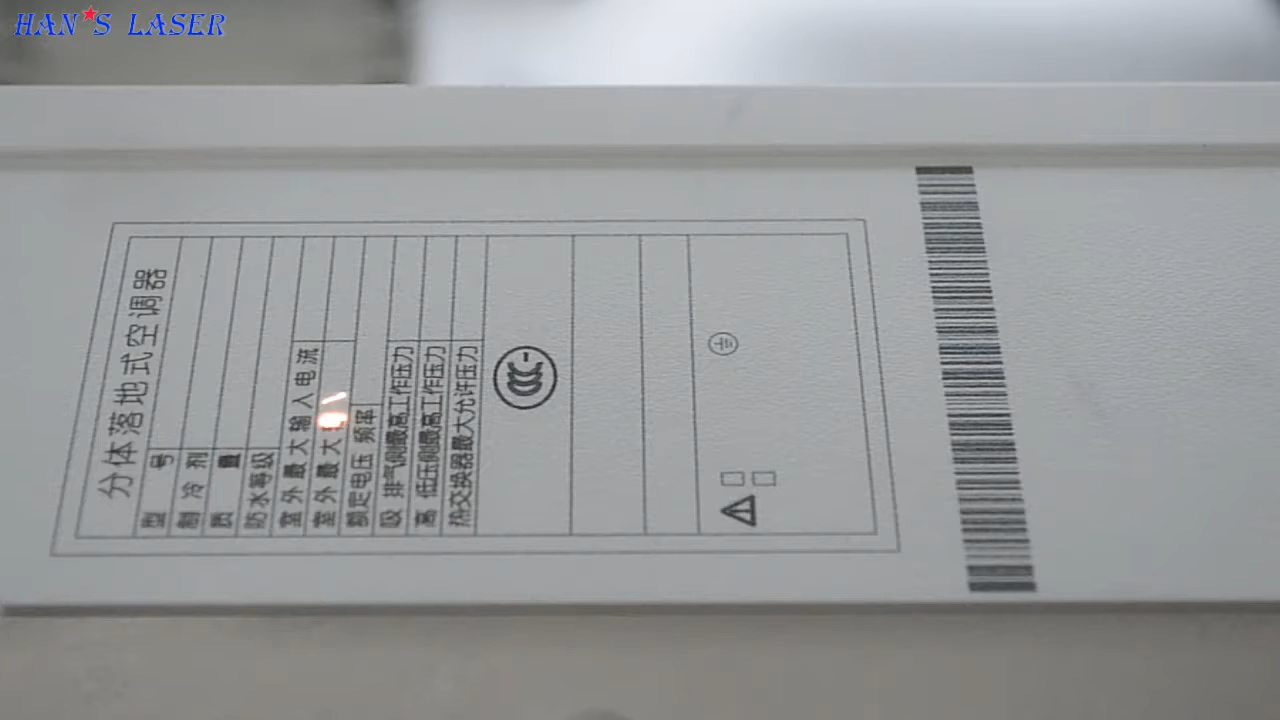 HAN'S LASER
分体落地式空调器
型 号
制 冷 剂
质 量
防水等级
室 外 最 大 输 入 电 流
室 外 最 大
额定电压 频率
吸 排气侧最高工作压力
高 低压侧最高工作压力
热交换器最大允许压力
CCC